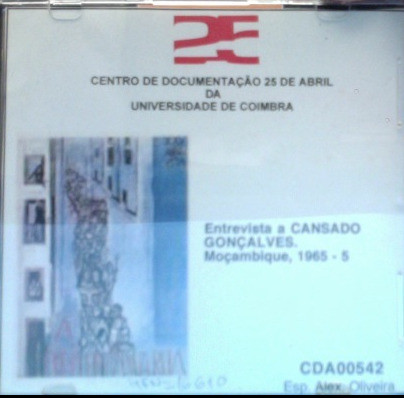 25
CENTRO DE DOCUMENTAÇÃO 25 DE ABRIL
DA
UNIVERSIDADE DE COIMBRA
Entrevista a CANSADO
GONÇALVES.
Moçambique, 1965 - 5
CDA00542
Esp. Alex. Oliveira